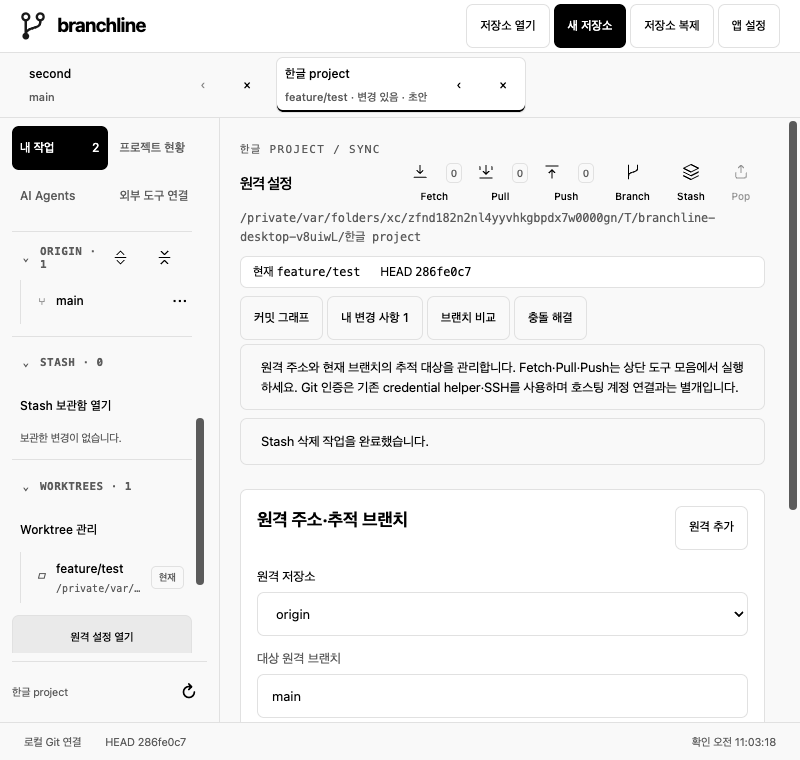 branchline
저장소 열기
새 저장소
저장소 복제
앱 설정
second
main
한글 project
feature/test · 변경 있음 · 초안
내 작업 2
프로젝트 현황
AI Agents
외부 도구 연결
ORIGIN ·
1
main
STASH · 0
Stash 보관함 열기
보관한 변경이 없습니다.
WORKTREES · 1
Worktree 관리
feature/test
/private/var/…
현재
원격 설정 열기
한글 project
한글 PROJECT / SYNC
원격 설정
0
Fetch
0
Pull
0
Push
Branch
Stash
Pop
/private/var/folders/xc/zfnd182n2nl4yyvhkgbpdx7w0000gn/T/branchline-
desktop-v8uiwL/한글 project
현재 feature/test HEAD 286fe0c7
커밋 그래프
내 변경 사항 1
브랜치 비교
충돌 해결
원격 주소와 현재 브랜치의 추적 대상을 관리합니다. Fetch·Pull·Push는 상단 도구 모음에서 실행
하세요. Git 인증은 기존 credential helper·SSH를 사용하며 호스팅 계정 연결과는 별개입니다.
Stash 삭제 작업을 완료했습니다.
원격 주소·추적 브랜치
원격 추가
원격 저장소
origin
대상 원격 브랜치
main
로컬 Git 연결
HEAD 286fe0c7
확인 오전 11:03:18